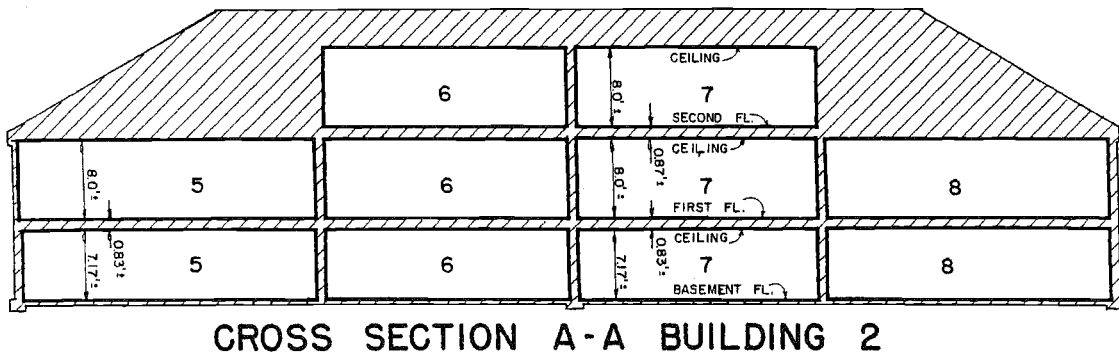 CEILING
6
8.0'±
7
SECOND FL.
8.0'±
5
6
CEILING
8.0'±
0.87'±
7
FIRST FL.
8
7.17'±
0.83'±
5
6
CEILING
7.17'±
0.83'±
7
BASEMENT FL.
8
CROSS SECTION A-A BUILDING 2